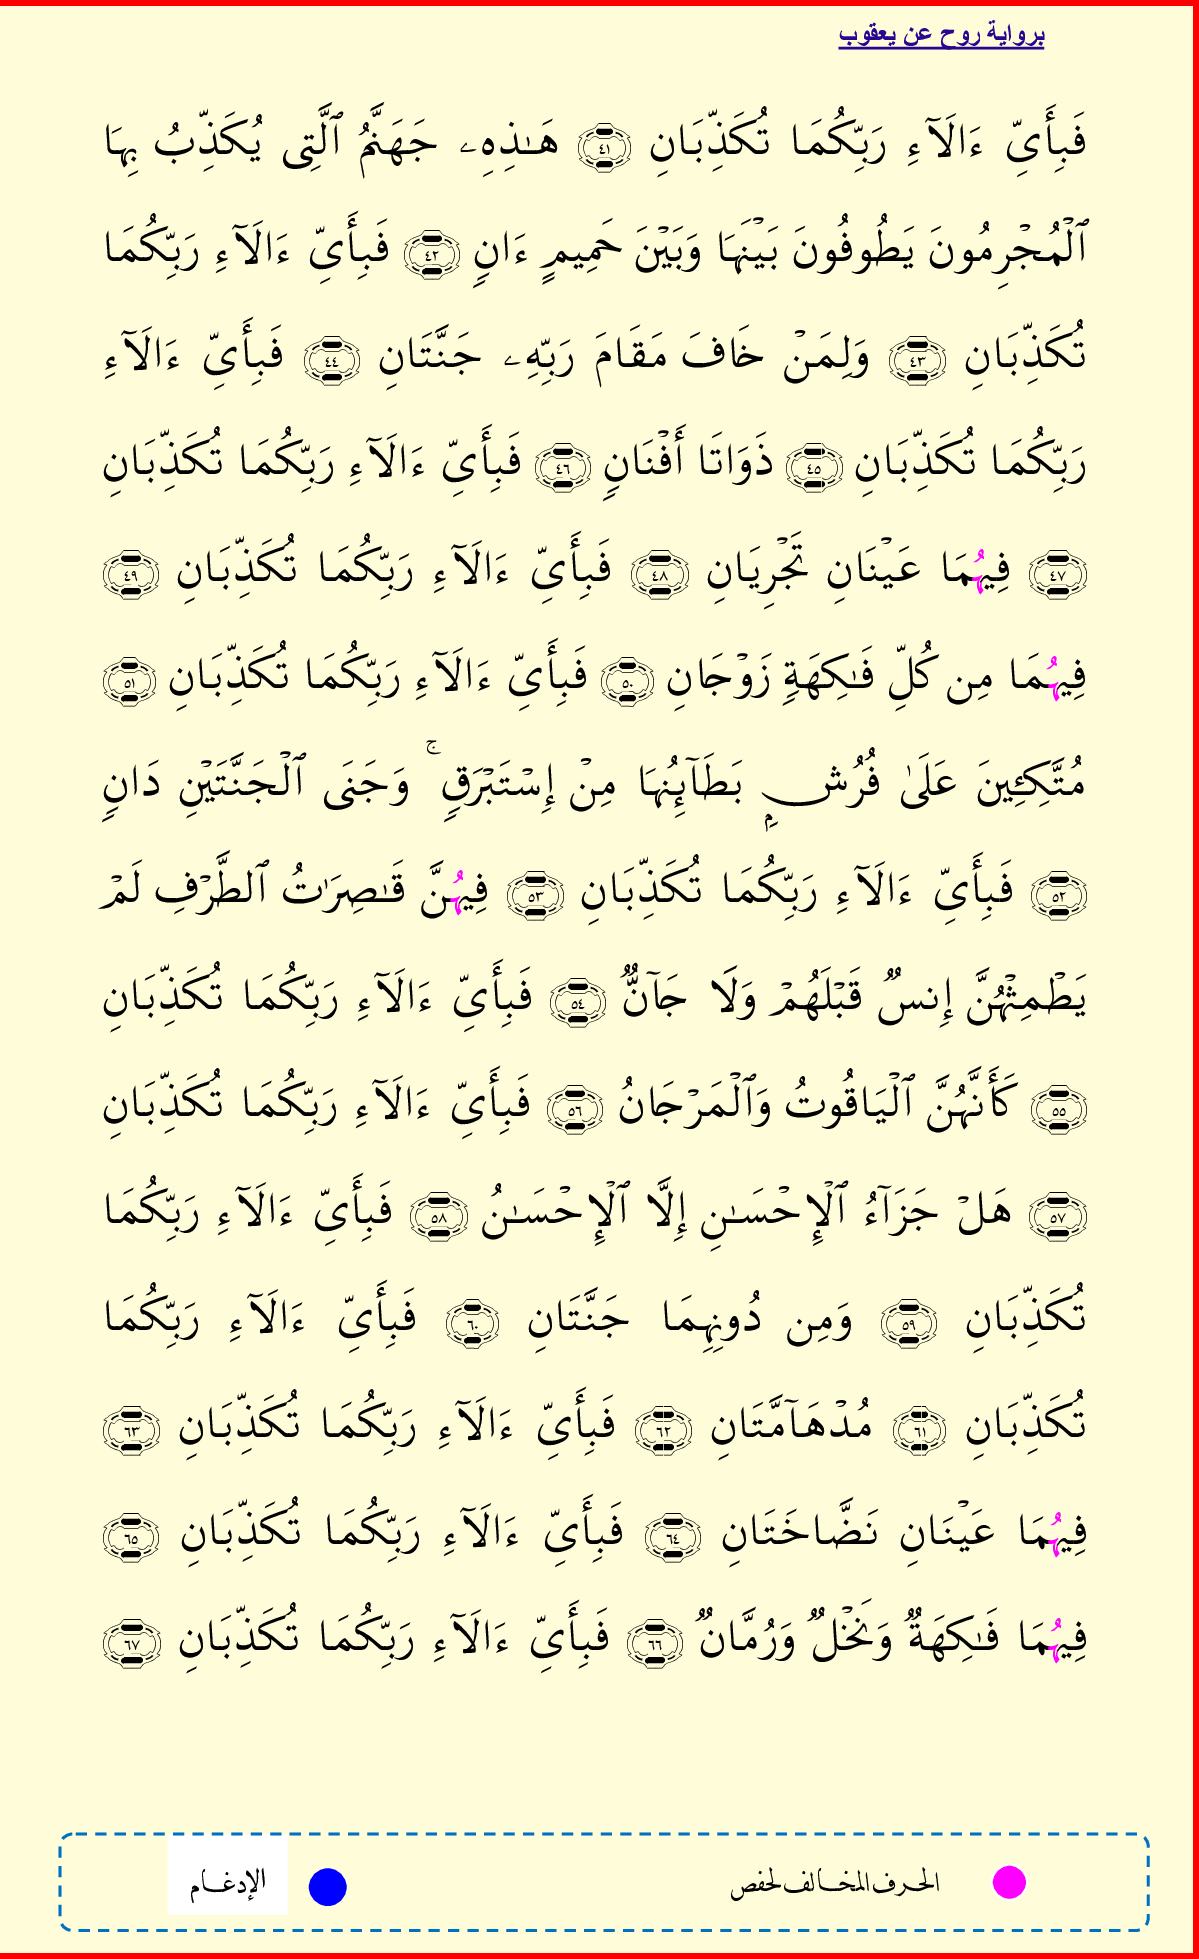 برواية روح عن يعقوب
فَبِأَيِّ ءَالَآءِ رَبِّكُمَا تُكَذِّبَانِ ٤١ هَٰذِهِۦ جَهَنَّمُ ٱلَّتِى يُكَذِّبُ بِهَا
ٱلْمُجْرِمُونَ يَطُوفُونَ بَيْنَهَا وَبَيْنَ حَمِيمٍ ءَانٍ ٤٢ فَبِأَيِّ ءَالَآءِ رَبِّكُمَا
تُكَذِّبَانِ ٤٣ وَلِمَنْ خَافَ مَقَامَ رَبِّهِۦ جَنَّتَانِ ٤٤ فَبِأَيِّ ءَالَآءِ
رَبِّكُمَا تُكَذِّبَانِ ٤٥ ذَوَاتَا أَفْنَانٍ ٤٦ فَبِأَيِّ ءَالَآءِ رَبِّكُمَا تُكَذِّبَانِ
٤٧ فِيهُمَا عَيْنَانِ تَجْرِيَانِ ٤٨ فَبِأَيِّ ءَالَآءِ رَبِّكُمَا تُكَذِّبَانِ ٤٩
فِيهُمَا مِن كُلِّ فَٰكِهَةٍ زَوْجَانِ ٥٠ فَبِأَيِّ ءَالَآءِ رَبِّكُمَا تُكَذِّبَانِ ٥١
مُتَّكِـِٔينَ عَلَىٰ فُرُشٍۭ بَطَآئِنُهَا مِنْ إِسْتَبْرَقٍ ۚ وَجَنَى ٱلْجَنَّتَيْنِ دَانٍ
٥٢ فَبِأَيِّ ءَالَآءِ رَبِّكُمَا تُكَذِّبَانِ ٥٣ فِيهُنَّ قَٰصِرَٰتُ ٱلطَّرْفِ لَمْ
يَطْمِثْهُنَّ إِنسٌ قَبْلَهُمْ وَلَا جَآنٌّ ٥٤ فَبِأَيِّ ءَالَآءِ رَبِّكُمَا تُكَذِّبَانِ
٥٥ كَأَنَّهُنَّ ٱلْيَاقُوتُ وَٱلْمَرْجَانُ ٥٦ فَبِأَيِّ ءَالَآءِ رَبِّكُمَا تُكَذِّبَانِ
٥٧ هَلْ جَزَآءُ ٱلْإِحْسَٰنِ إِلَّا ٱلْإِحْسَٰنُ ٥٨ فَبِأَيِّ ءَالَآءِ رَبِّكُمَا
تُكَذِّبَانِ ٥٩ وَمِن دُونِهِمَا جَنَّتَانِ ٦٠ فَبِأَيِّ ءَالَآءِ رَبِّكُمَا
تُكَذِّبَانِ ٦١ مُدْهَآمَّتَانِ ٦٢ فَبِأَيِّ ءَالَآءِ رَبِّكُمَا تُكَذِّبَانِ ٦٣
فِيهُمَا عَيْنَانِ نَضَّاخَتَانِ ٦٤ فَبِأَيِّ ءَالَآءِ رَبِّكُمَا تُكَذِّبَانِ ٦٥
فِيهُمَا فَٰكِهَةٌ وَنَخْلٌ وَرُمَّانٌ ٦٦ فَبِأَيِّ ءَالَآءِ رَبِّكُمَا تُكَذِّبَانِ ٦٧
الحرف المخالف لحفص الإدغام